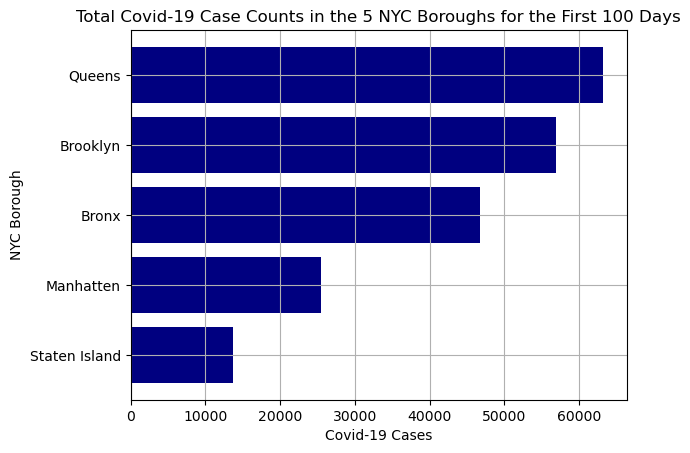 Total Covid-19 Case Counts in the 5 NYC Boroughs for the First 100 Days
NYC Borough
Queens
Brooklyn
Bronx
Manhatten
Staten Island
0 10000 20000 30000 40000 50000 60000
Covid-19 Cases